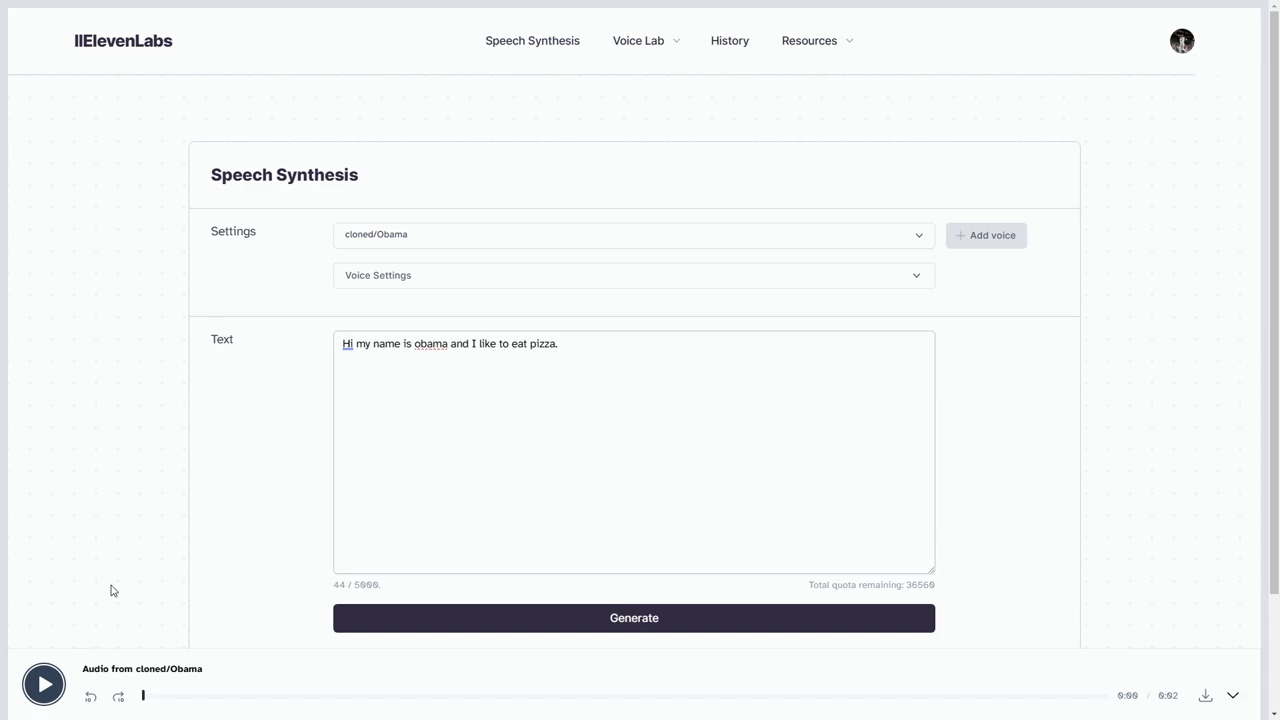 IIElevenLabs
Speech Synthesis Voice Lab History Resources
Speech Synthesis
Settings
cloned/Obama
Add voice
Voice Settings
Text
Hi my name is obama and I like to eat pizza.
44 / 5000.
Total quota remaining: 36560
Generate
Audio from cloned/Obama
10 10
0:00 / 0:02